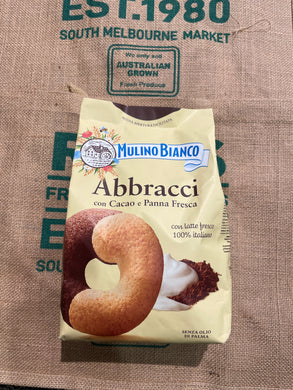 EST.1980
SOUTH MELBOURNE MARKET
We only sell
AUSTRALIAN
GROWN
Fresh Produce
MULINO BIANCO
Abbracci
con Cacao e Panna Fresca
con latte fresco
100% italiano
SENZA OLIO
DI PALMA